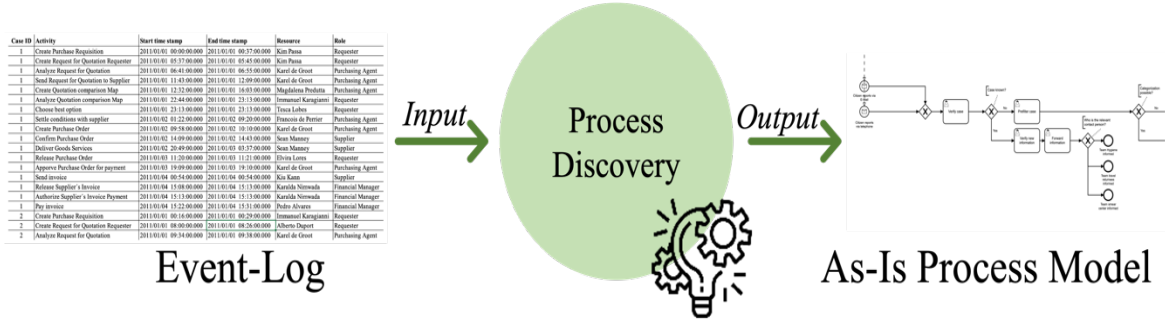 Case ID Activity Start time stamp End time stamp Resource Role
1 Create Purchase Requisition 2011/01/01 00:00:00.000 2011/01/01 00:37:00.000 Kim Passa Requester
1 Create Request for Quotation Requester 2011/01/01 05:37:00.000 2011/01/01 05:45:00.000 Kim Passa Requester
1 Analyze Request for Quotation 2011/01/01 06:41:00.000 2011/01/01 06:55:00.000 Karel de Groot Purchasing Agent
1 Send Request for Quotation to Supplier 2011/01/01 11:43:00.000 2011/01/01 12:09:00.000 Karel de Groot Purchasing Agent
1 Create Quotation comparison Map 2011/01/01 12:32:00.000 2011/01/01 16:03:00.000 Magdalena Predutta Purchasing Agent
1 Analyze Quotation comparison Map 2011/01/01 22:44:00.000 2011/01/01 23:13:00.000 Immanuel Karagianni Requester
1 Choose best option 2011/01/01 23:13:00.000 2011/01/01 23:13:00.000 Tesca Lobes Requester
1 Settle conditions with supplier 2011/01/02 01:22:00.000 2011/01/02 09:20:00.000 Francois de Perrier Purchasing Agent
1 Create Purchase Order 2011/01/02 09:58:00.000 2011/01/02 10:10:00.000 Karel de Groot Purchasing Agent
1 Confirm Purchase Order 2011/01/02 14:09:00.000 2011/01/02 14:43:00.000 Sean Manney Supplier
1 Deliver Goods Services 2011/01/02 20:49:00.000 2011/01/03 03:37:00.000 Sean Manney Supplier
1 Release Purchase Order 2011/01/03 11:20:00.000 2011/01/03 11:21:00.000 Elvira Lores Requester
1 Apporve Purchase Order for payment 2011/01/03 19:09:00.000 2011/01/03 19:10:00.000 Karel de Groot Purchasing Agent
1 Send invoice 2011/01/04 00:54:00.000 2011/01/04 00:54:00.000 Kiu Kann Supplier
1 Release Supplier's Invoice 2011/01/04 15:08:00.000 2011/01/04 15:13:00.000 Karalda Nimwada Financial Manager
1 Authorize Supplier's Invoice Payment 2011/01/04 15:13:00.000 2011/01/04 15:13:00.000 Karalda Nimwada Financial Manager
1 Pay invoice 2011/01/04 15:22:00.000 2011/01/04 15:31:00.000 Pedro Alvares Financial Manager
2 Create Purchase Requisition 2011/01/01 00:16:00.000 2011/01/01 00:29:00.000 Immanuel Karagianni Requester
2 Create Request for Quotation Requester 2011/01/01 08:00:00.000 2011/01/01 08:26:00.000 Alberto Duport Requester
2 Analyze Request for Quotation 2011/01/01 09:34:00.000 2011/01/01 09:38:00.000 Karel de Groot Purchasing Agent
Event-Log
Input
Process
Discovery
Output
Verify case
Yes
Yes
As-Is Process Model